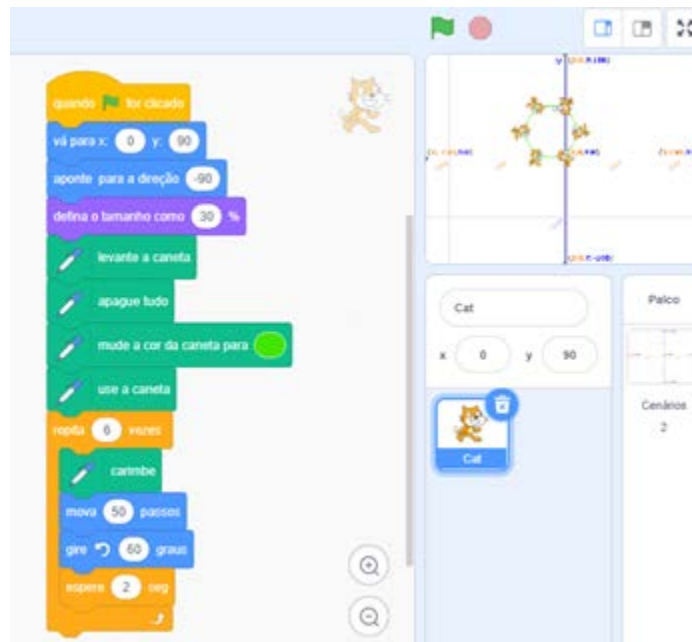 quando for clicado
vá para x: 0 y: 90
aponte para a direção -90
defina o tamanho como 30 %
levante a caneta
apague tudo
mude a cor da caneta para
use a caneta
repita 6 vezes
carimbe
mova 50 passos
gire 60 graus
espere 2 seg
y
Cat
x 0 y 90
Cat
Palco
Cenários
2